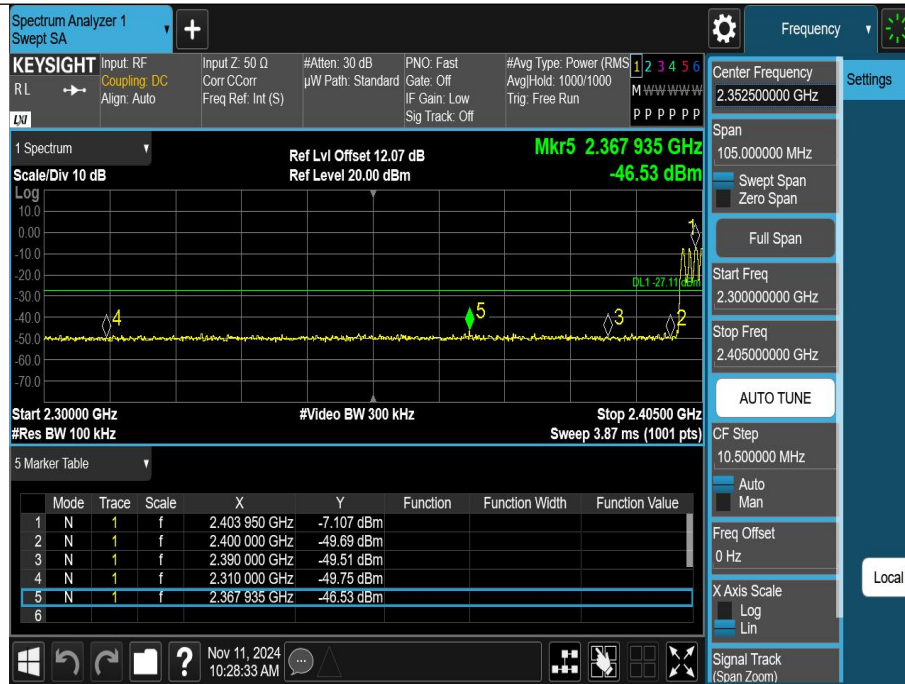 Spectrum Analyzer 1
Swept SA
+
Frequency
KEYSIGHT
RL
LXI
Input: RF
Coupling: DC
Align: Auto
Input Z: 50 Ω
Corr CCorr
Freq Ref: Int (S)
#Atten: 30 dB
µW Path: Standard
PNO: Fast
Gate: Off
IF Gain: Low
Sig Track: Off
#Avg Type: Power (RMS
Avg|Hold: 1000/1000
Trig: Free Run
1 2 3 4 5 6
M W W W W W
P P P P P P
1 Spectrum
Scale/Div 10 dB
Ref Lvl Offset 12.07 dB
Ref Level 20.00 dBm
Mkr5 2.367 935 GHz
-46.53 dBm
Log
10.0
0.00
-10.0
-20.0
-30.0
-40.0
-50.0
-60.0
-70.0
1
DL1 -27.11 dBm
4
5
3
2
Start 2.30000 GHz
#Res BW 100 kHz
#Video BW 300 kHz
Stop 2.40500 GHz
Sweep 3.87 ms (1001 pts)
5 Marker Table
Mode Trace Scale X Y Function Function Width Function Value
1 N 1 f 2.403 950 GHz -7.107 dBm
2 N 1 f 2.400 000 GHz -49.69 dBm
3 N 1 f 2.390 000 GHz -49.51 dBm
4 N 1 f 2.310 000 GHz -49.75 dBm
5 N 1 f 2.367 935 GHz -46.53 dBm
6
Nov 11, 2024
10:28:33 AM
?
Center Frequency
2.352500000 GHz
Settings
Span
105.000000 MHz
Swept Span
Zero Span
Full Span
Start Freq
2.300000000 GHz
Stop Freq
2.405000000 GHz
AUTO TUNE
CF Step
10.500000 MHz
Auto
Man
Freq Offset
0 Hz
Local
X Axis Scale
Log
Lin
Signal Track
(Span Zoom)